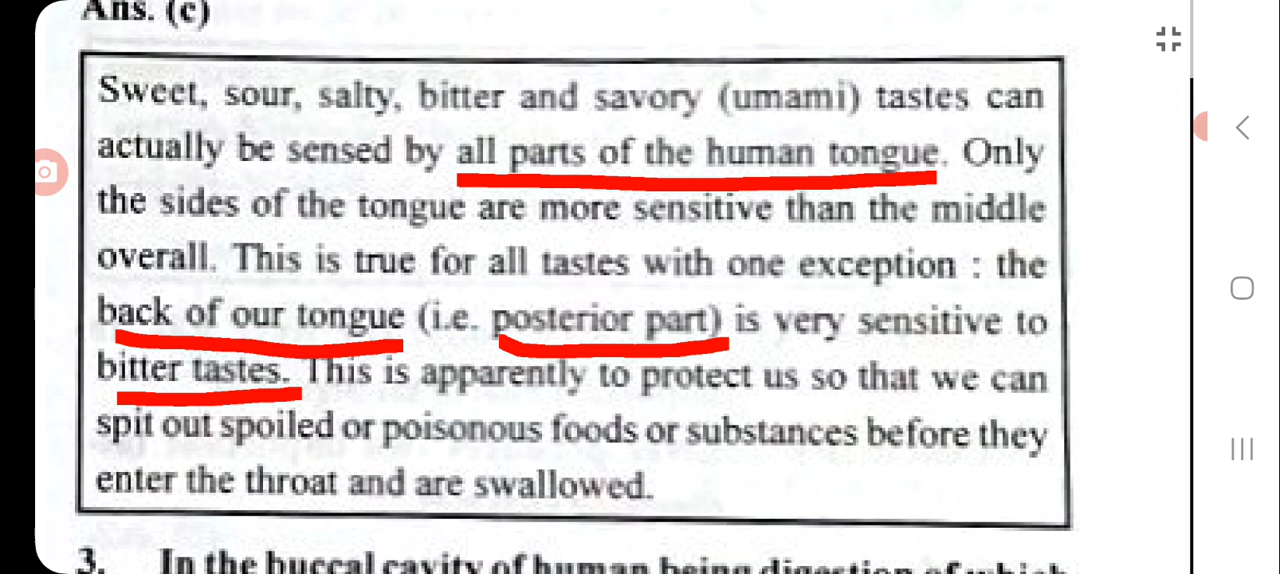 Ans. (c)
Sweet, sour, salty, bitter and savory (umami) tastes can
actually be sensed by all parts of the human tongue. Only
the sides of the tongue are more sensitive than the middle
overall. This is true for all tastes with one exception : the
back of our tongue (i.e. posterior part) is very sensitive to
bitter tastes. This is apparently to protect us so that we can
spit out spoiled or poisonous foods or substances before they
enter the throat and are swallowed.
3. In the buccal cavity of human being digestion of which